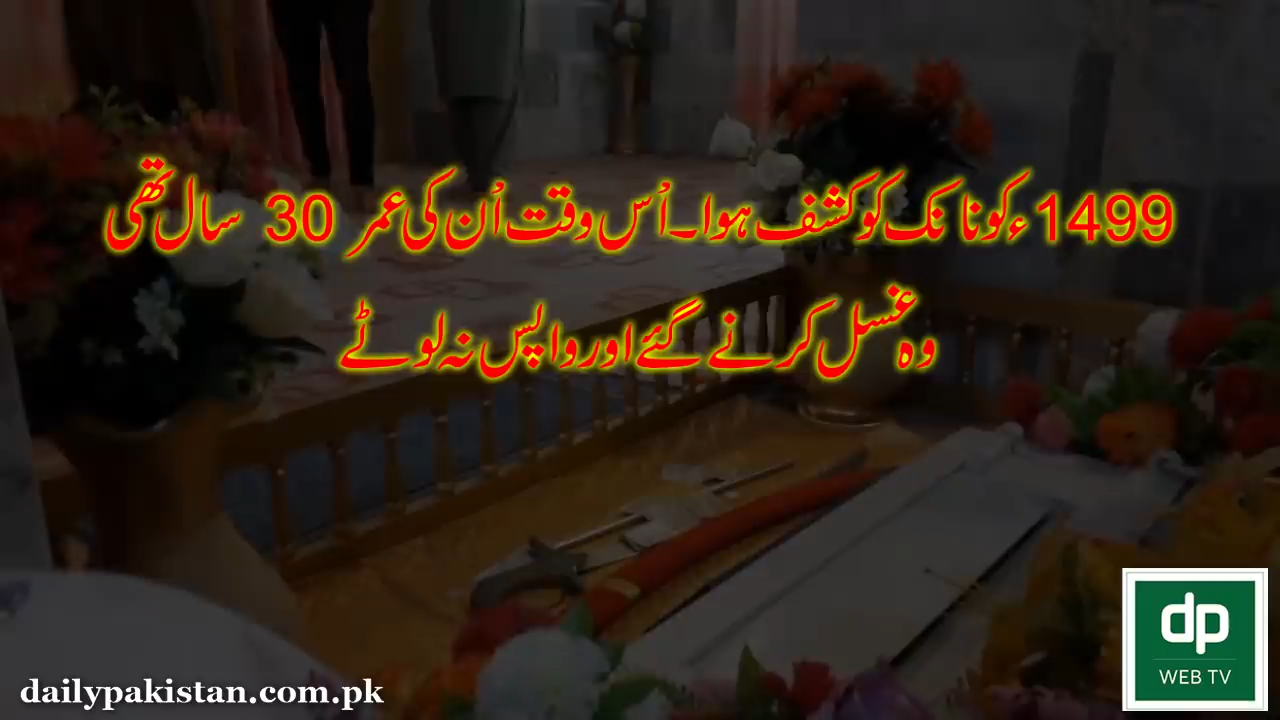 1499ء کو نانک کو کشف ہوا۔ اُس وقت اُن کی عمر 30 سال تھی
وہ غسل کرنے گئے اور واپس نہ لوٹے
dp
WEB TV
dailypakistan.com.pk